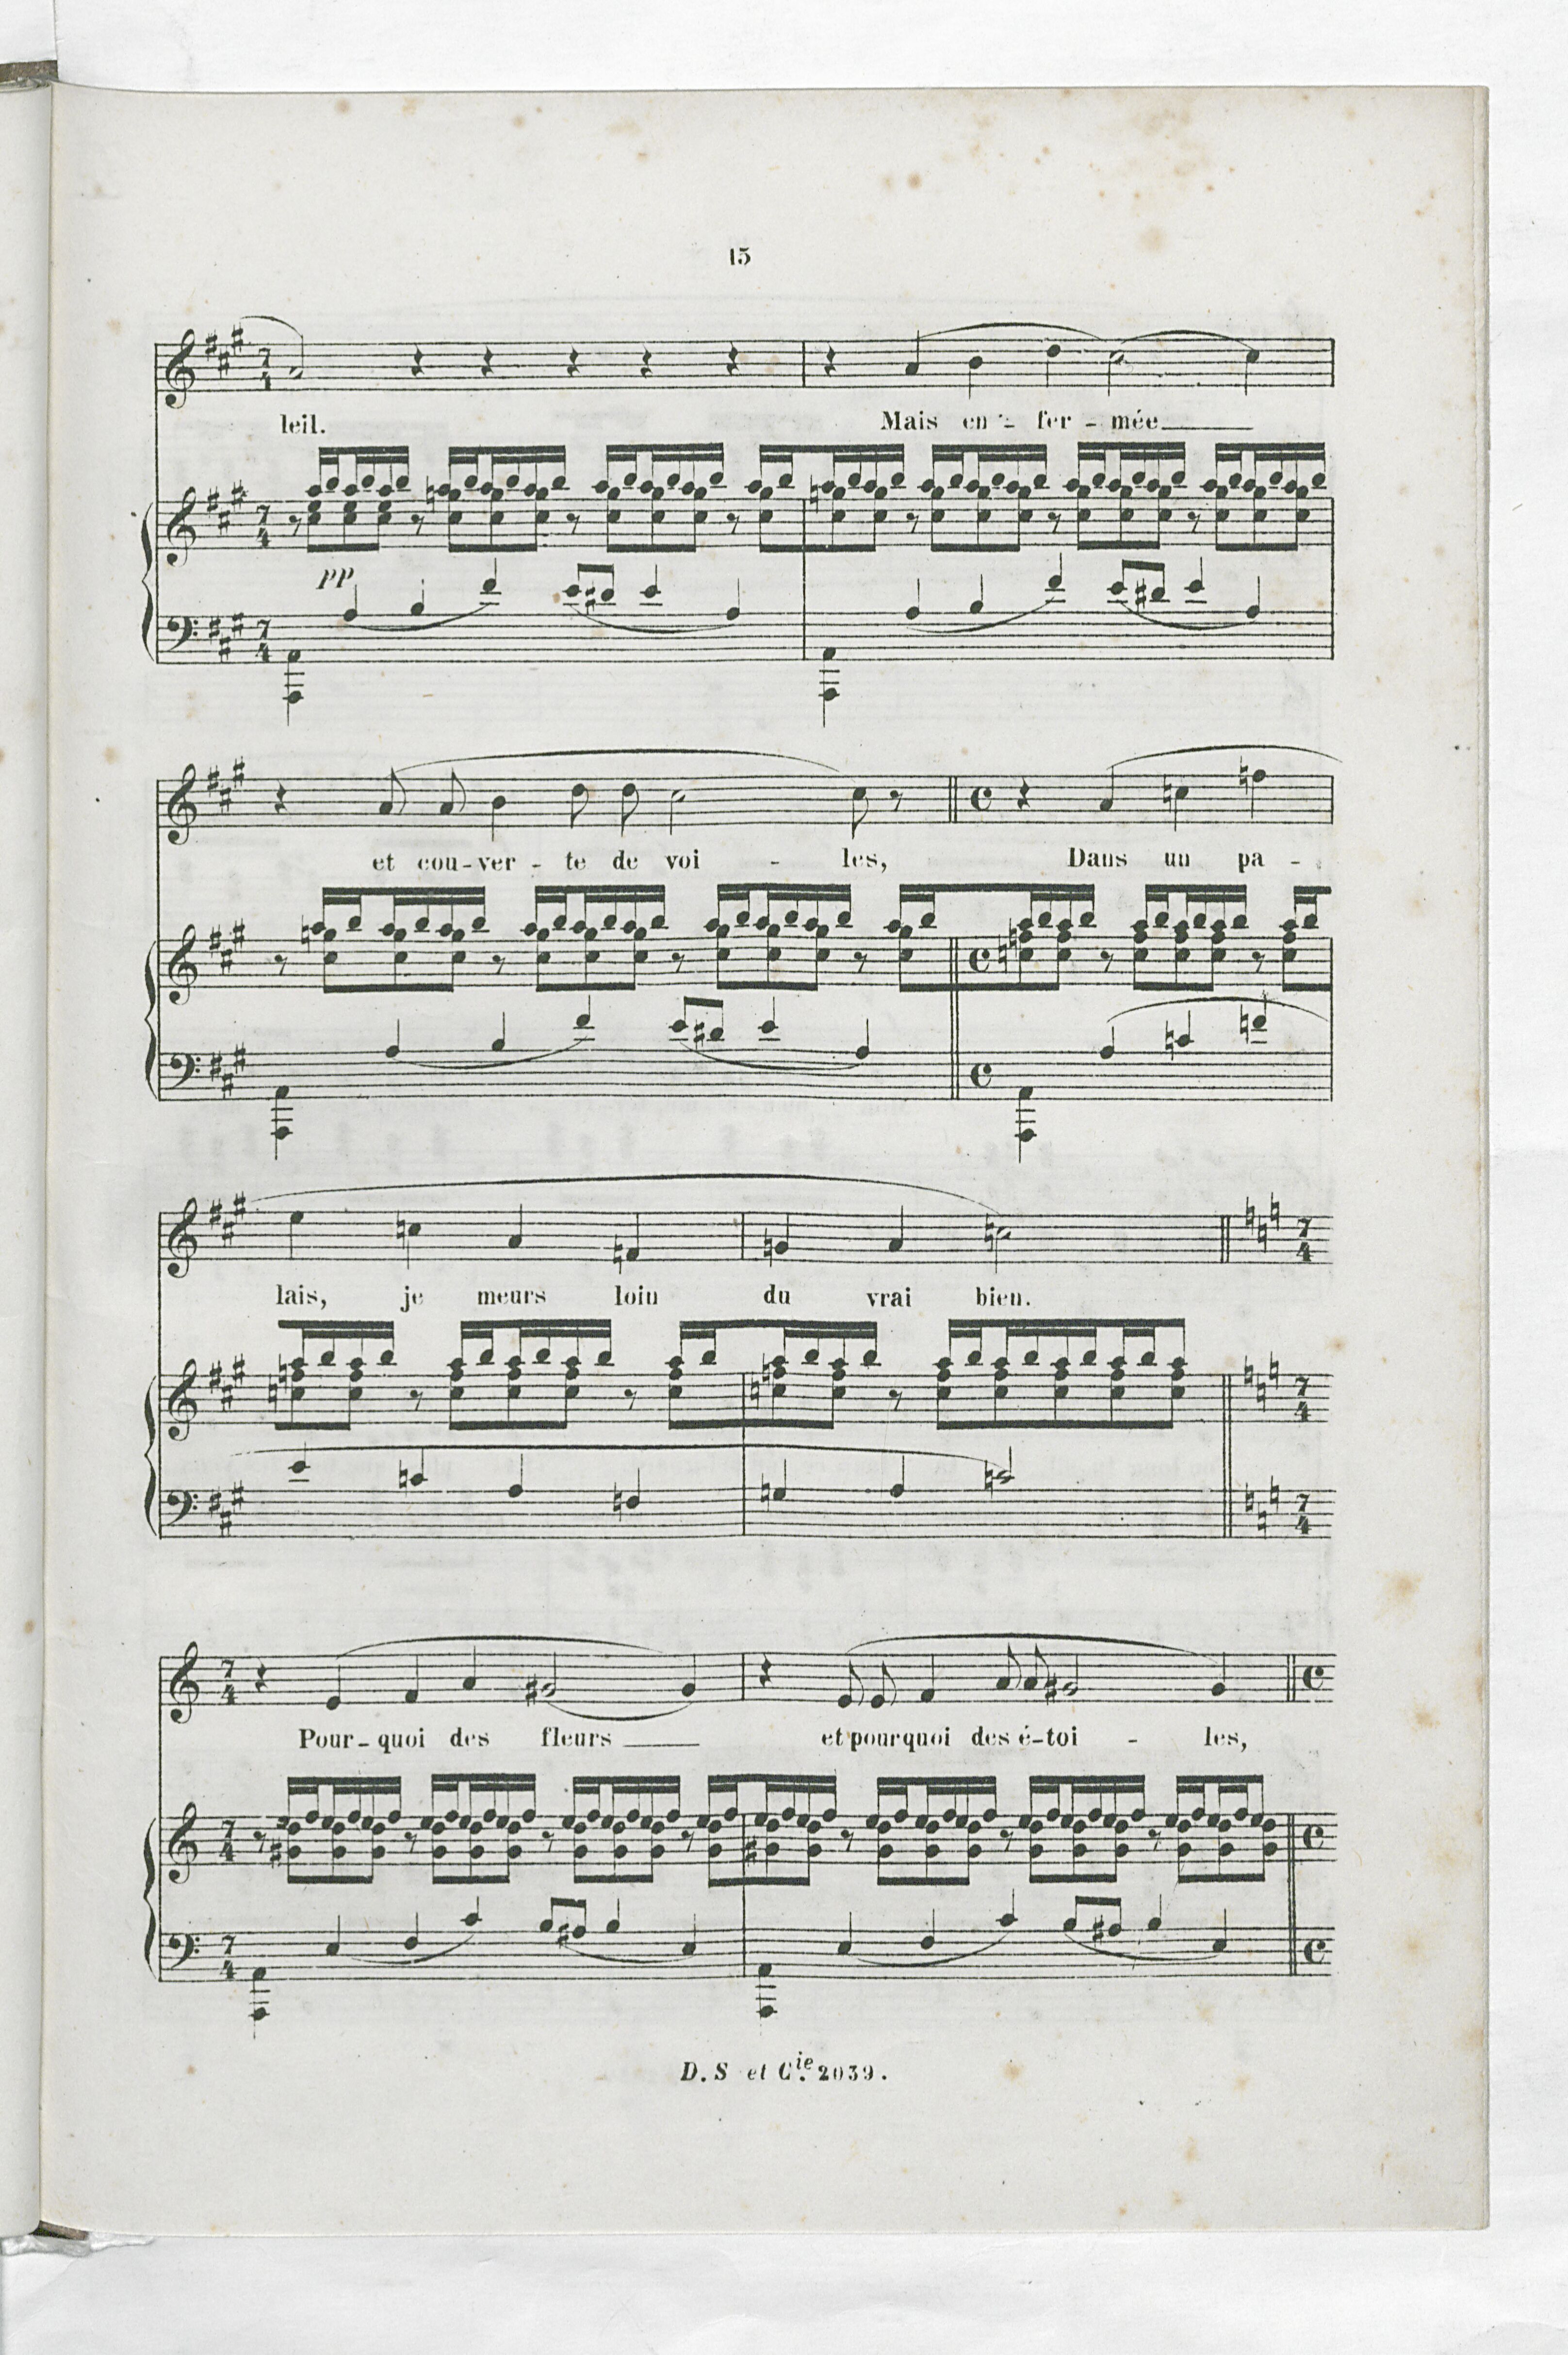 15
leil. Mais en - fer - mée
pp
et cou - ver - te de voi - les, Dans un pa -
lais, je meurs loin du vrai bien.
Pour - quoi des fleurs et pourquoi des é - toi - les,
D. S et C.ie 2039.